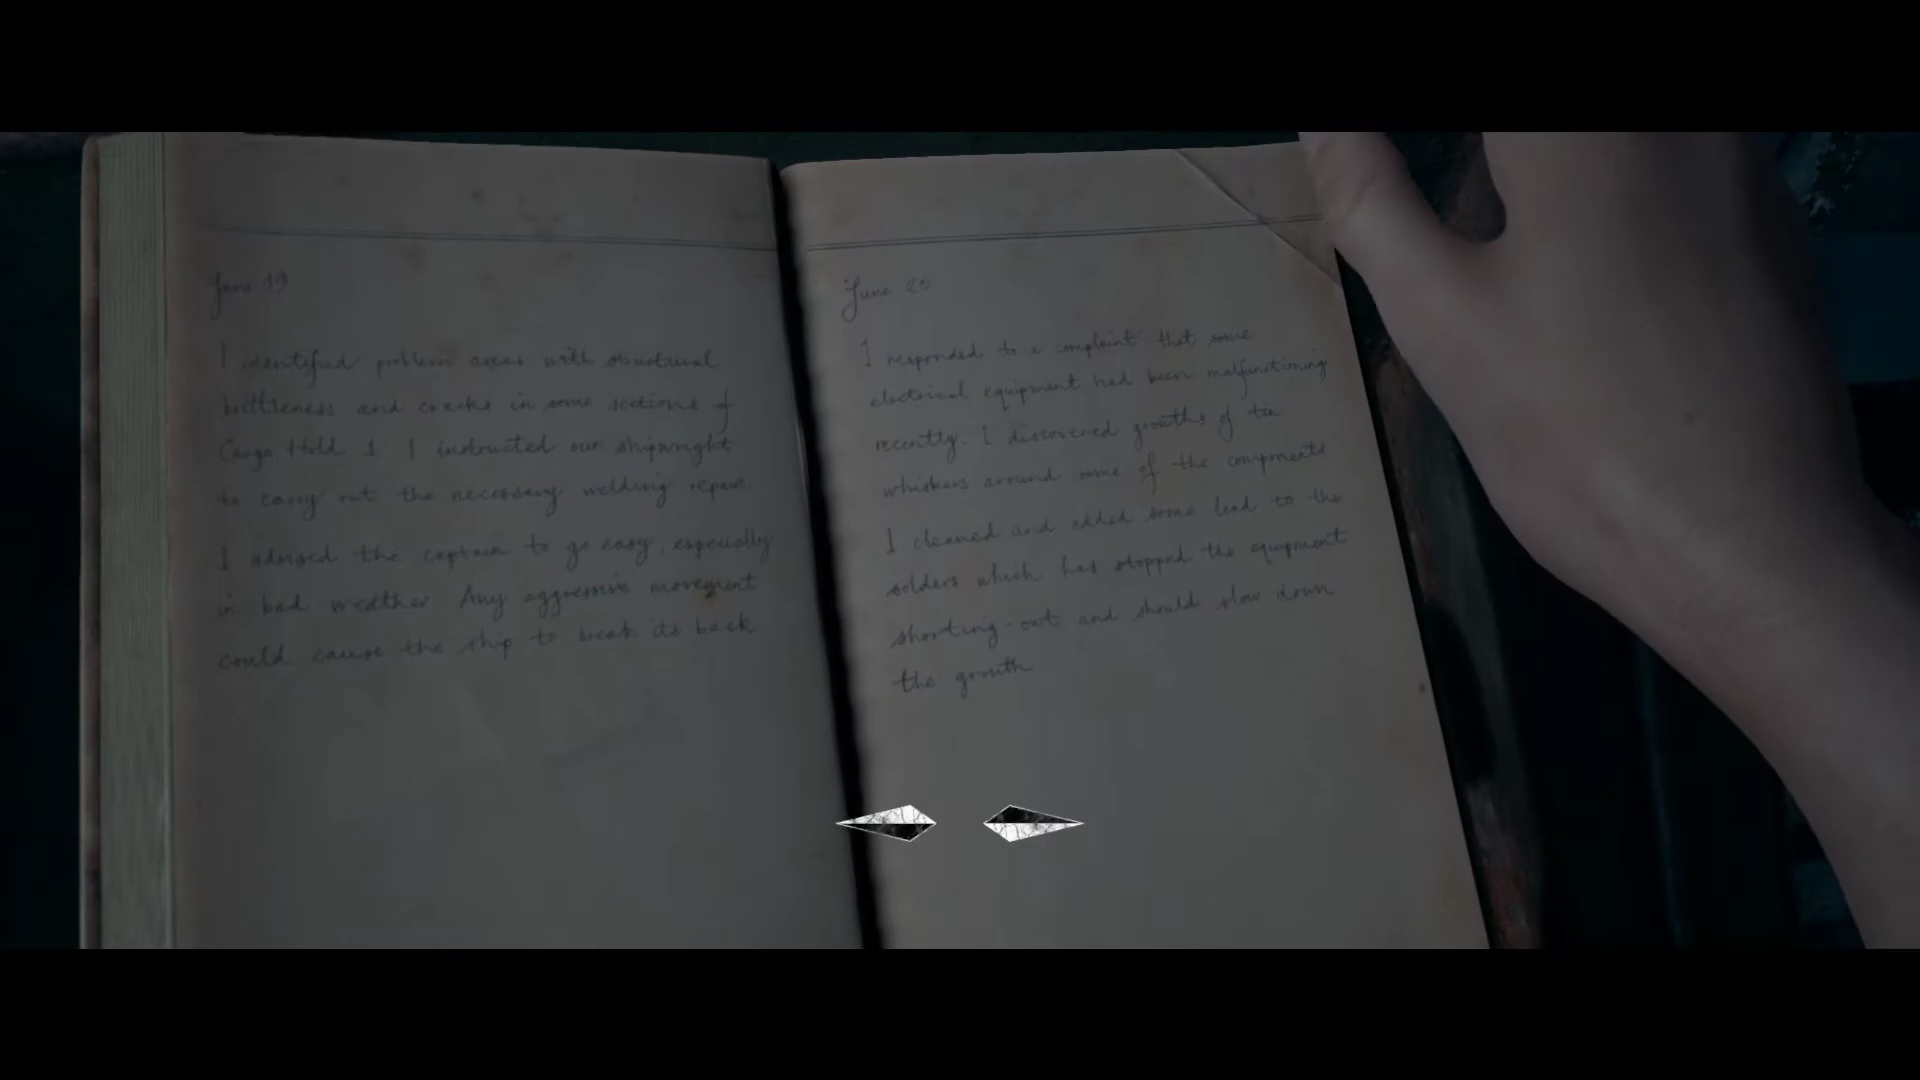 June 19
I identified problem areas with structural
brittleness and cracks in some sections of
Cargo Hold 1. I instructed our shipwright
to carry out the necessary welding repair.
I advised the captain to go easy, especially
in bad weather. Any aggressive movement
could cause the ship to break its back
June 20
I responded to a complaint that some
electrical equipment had been malfunctioning
recently. I discovered growths of tin
whiskers around some of the components
I cleaned and added some lead to the
solders which has stopped the equipment
shorting-out and should slow down
the growth